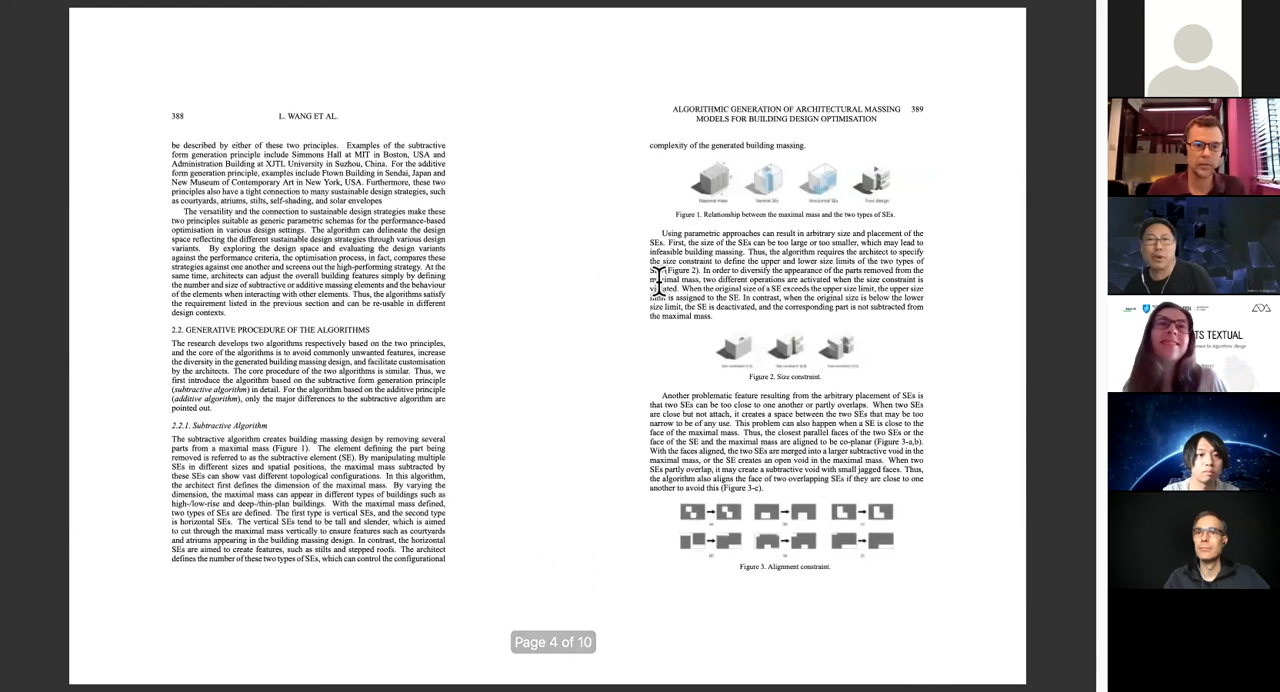 388 L. WANG ET AL.
be described by either of these two principles. Examples of the subtractive
form generation principle include Simmons Hall at MIT in Boston, USA and
Administration Building at XJTL University in Suzhou, China. For the additive
form generation principle, examples include Ftown Building in Sendai, Japan and
New Museum of Contemporary Art in New York, USA. Furthermore, these two
principles also have a tight connection to many sustainable design strategies, such
as courtyards, atriums, stilts, self-shading, and solar envelopes
The versatility and the connection to sustainable design strategies make these
two principles suitable as generic parametric schemas for the performance-based
optimisation in various design settings. The algorithm can delineate the design
space reflecting the different sustainable design strategies through various design
variants. By exploring the design space and evaluating the design variants
against the performance criteria, the optimisation process, in fact, compares these
strategies against one another and screens out the high-performing strategy. At the
same time, architects can adjust the overall building features simply by defining
the number and size of subtractive or additive massing elements and the behaviour
of the elements when interacting with other elements. Thus, the algorithms satisfy
the requirement listed in the previous section and can be re-usable in different
design contexts.
2.2. GENERATIVE PROCEDURE OF THE ALGORITHMS
The research develops two algorithms respectively based on the two principles,
and the core of the algorithms is to avoid commonly unwanted features, increase
the diversity in the generated building massing design, and facilitate customisation
by the architects. The core procedure of the two algorithms is similar. Thus, we
first introduce the algorithm based on the subtractive form generation principle
(subtractive algorithm) in detail. For the algorithm based on the additive principle
(additive algorithm), only the major differences to the subtractive algorithm are
pointed out.
2.2.1. Subtractive Algorithm
The subtractive algorithm creates building massing design by removing several
parts from a maximal mass (Figure 1). The element defining the part being
removed is referred to as the subtractive element (SE). By manipulating multiple
SEs in different sizes and spatial positions, the maximal mass subtracted by
these SEs can show vast different topological configurations. In this algorithm,
the architect first defines the dimension of the maximal mass. By varying the
dimension, the maximal mass can appear in different types of buildings such as
high-/low-rise and deep-/thin-plan buildings. With the maximal mass defined,
two types of SEs are defined. The first type is vertical SEs, and the second type
is horizontal SEs. The vertical SEs tend to be tall and slender, which is aimed
to cut through the maximal mass vertically to ensure features such as courtyards
and atriums appearing in the building massing design. In contrast, the horizontal
SEs are aimed to create features, such as stilts and stepped roofs. The architect
defines the number of these two types of SEs, which can control the configurational
ALGORITHMIC GENERATION OF ARCHITECTURAL MASSING 389
MODELS FOR BUILDING DESIGN OPTIMISATION
complexity of the generated building massing.
Maximal mass Vertical SEs Horizontal SEs Final design
Figure 1. Relationship between the maximal mass and the two types of SEs.
Using parametric approaches can result in arbitrary size and placement of the
SEs. First, the size of the SEs can be too large or too smaller, which may lead to
infeasible building massing. Thus, the algorithm requires the architect to specify
the size constraint to define the upper and lower size limits of the two types of
(Figure 2). In order to diversify the appearance of the parts removed from the
mass, two different operations are activated when the size constraint is
When the original size of a SE exceeds the upper size limit, the upper size
is assigned to the SE. In contrast, when the original size is below the lower
size limit, the SE is deactivated, and the corresponding part is not subtracted from
the maximal mass.
Figure 2. Size constraint.
Another problematic feature resulting from the arbitrary placement of SEs is
that two SEs can be too close to one another or partly overlaps. When two SEs
are close but not attach, it creates a space between the two SEs that may be too
narrow to be of any use. This problem can also happen when a SE is close to the
face of the maximal mass. Thus, the closest parallel faces of the two SEs or the
face of the SE and the maximal mass are aligned to be co-planar (Figure 3-a,b).
With the faces aligned, the two SEs are merged into a larger subtractive void in the
maximal mass, or the SE creates an open void in the maximal mass. When two
SEs partly overlap, it may create a subtractive void with small jagged faces. Thus,
the algorithm also aligns the face of two overlapping SEs if they are close to one
another to avoid this (Figure 3-c).
Figure 3. Alignment constraint.
Page 4 of 10
TS TEXTUAL